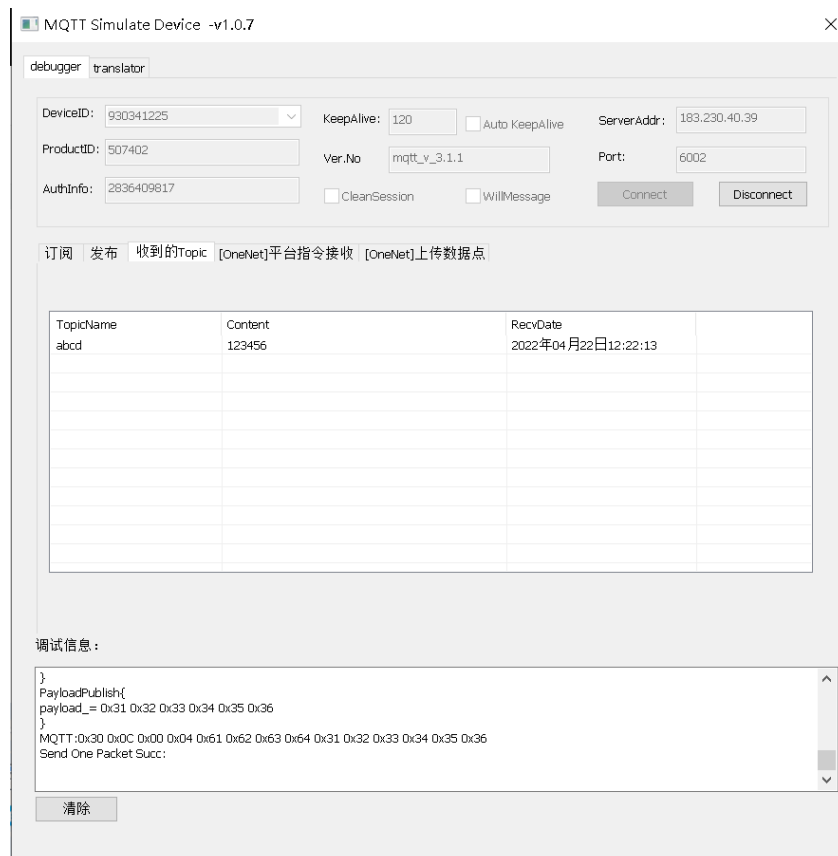 MQTT Simulate Device -v1.0.7
debugger translator
DeviceID: 930341225 KeepAlive: 120 Auto KeepAlive ServerAddr: 183.230.40.39
ProductID: 507402 Ver.No mqtt_v_3.1.1 Port: 6002
AuthInfo: 2836409817 CleanSession WillMessage Connect Disconnect
订阅 发布 收到的Topic [OneNet]平台指令接收 [OneNet]上传数据点
TopicName Content RecvDate
abcd 123456 2022年04月22日12:22:13
调试信息：
}
PayloadPublish{
payload_= 0x31 0x32 0x33 0x34 0x35 0x36
}
MQTT:0x30 0x0C 0x00 0x04 0x61 0x62 0x63 0x64 0x31 0x32 0x33 0x34 0x35 0x36
Send One Packet Succ:
清除